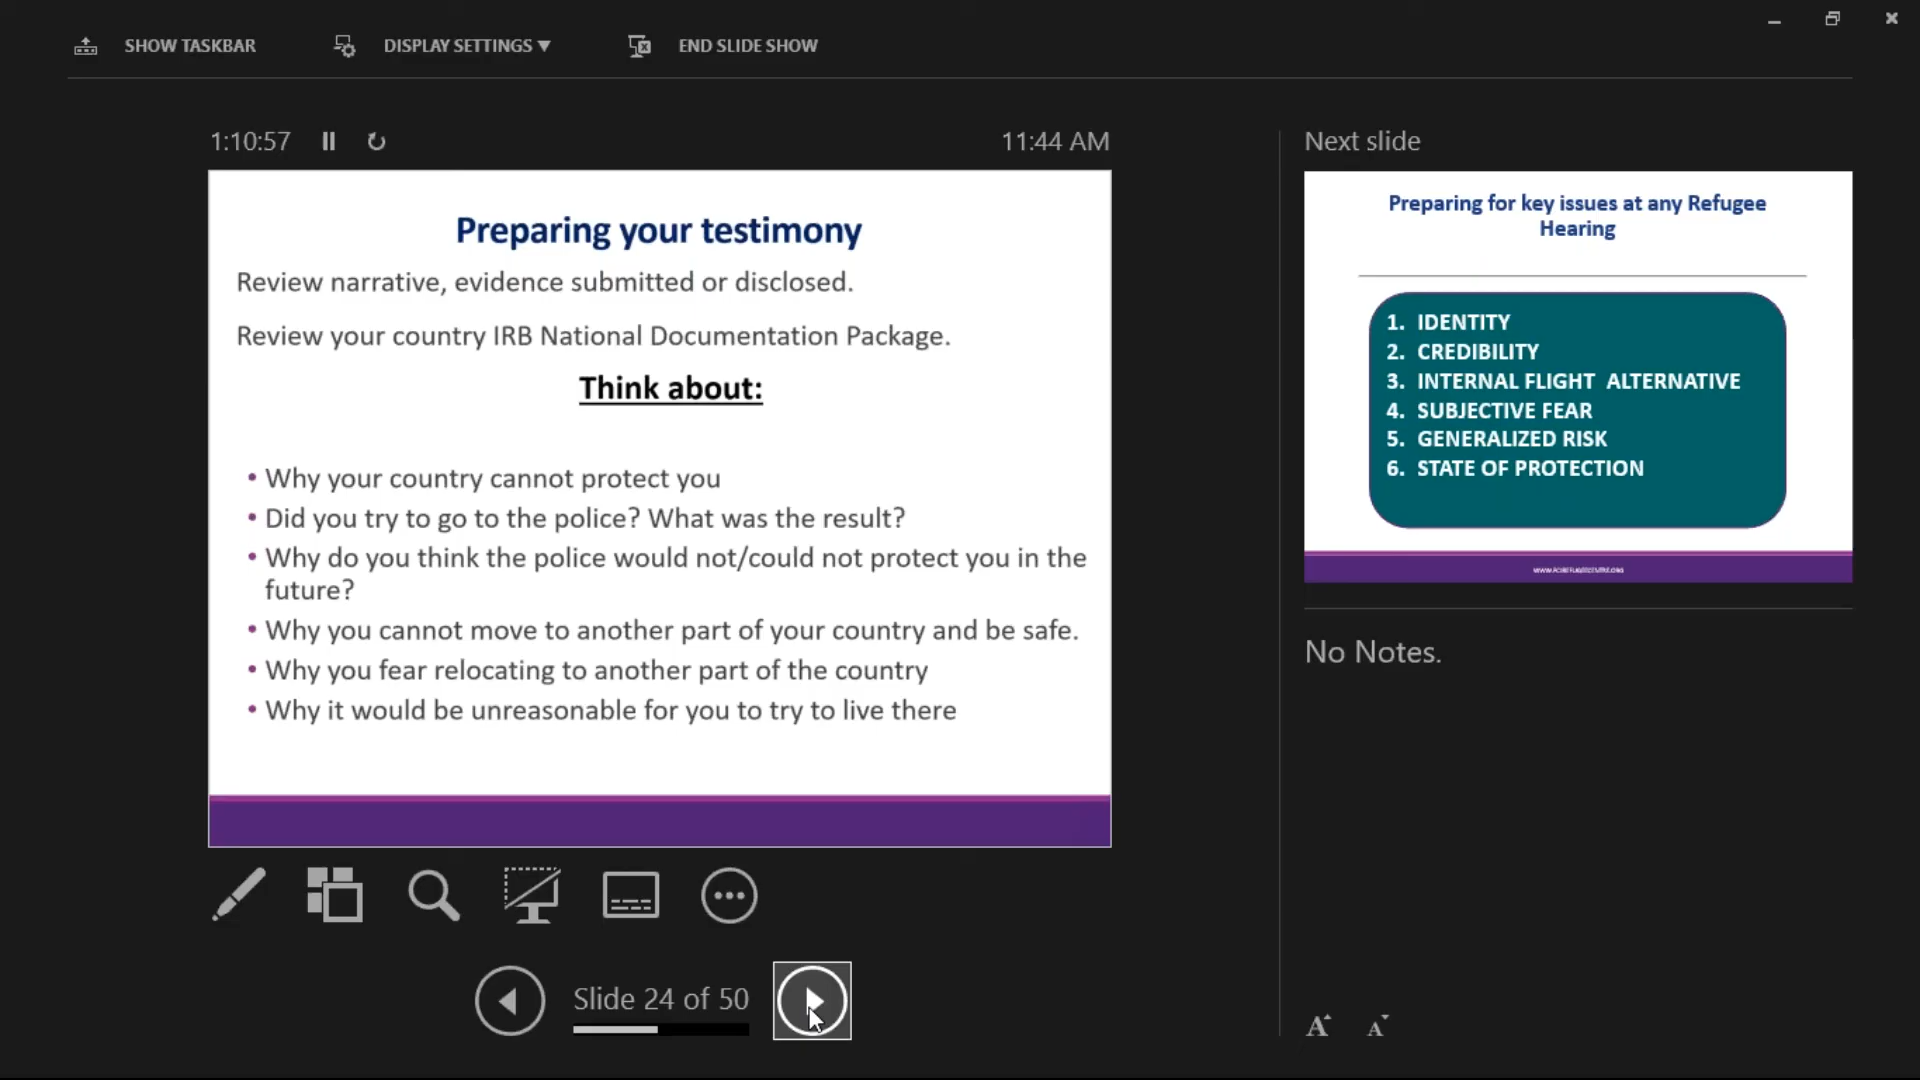 SHOW TASKBAR
DISPLAY SETTINGS ▼
END SLIDE SHOW
1:10:57
11:44 AM
Preparing your testimony
Review narrative, evidence submitted or disclosed.
Review your country IRB National Documentation Package.
Think about:
• Why your country cannot protect you
• Did you try to go to the police? What was the result?
• Why do you think the police would not/could not protect you in the
future?
• Why you cannot move to another part of your country and be safe.
• Why you fear relocating to another part of the country
• Why it would be unreasonable for you to try to live there
Slide 24 of 50
Next slide
Preparing for key issues at any Refugee
Hearing
1. IDENTITY
2. CREDIBILITY
3. INTERNAL FLIGHT ALTERNATIVE
4. SUBJECTIVE FEAR
5. GENERALIZED RISK
6. STATE OF PROTECTION
No Notes.
A A